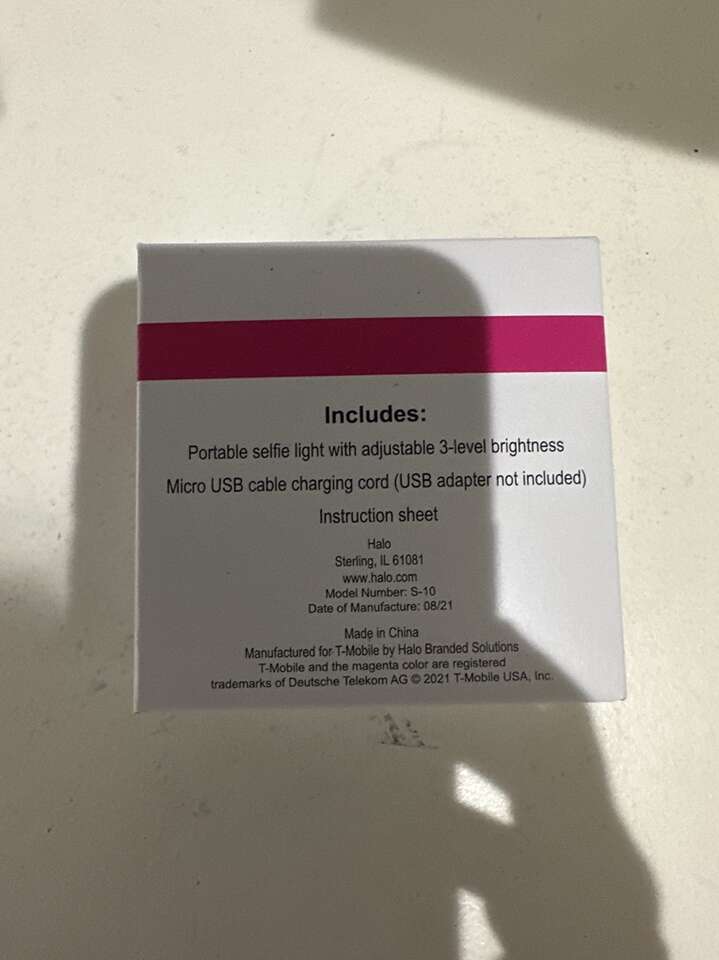 Includes:
Portable selfie light with adjustable 3-level brightness
Micro USB cable charging cord (USB adapter not included)
Instruction sheet
Halo
Sterling, IL 61081
www.halo.com
Model Number: S-10
Date of Manufacture: 08/21
Made in China
Manufactured for T-Mobile by Halo Branded Solutions
T-Mobile and the magenta color are registered
trademarks of Deutsche Telekom AG © 2021 T-Mobile USA, Inc.